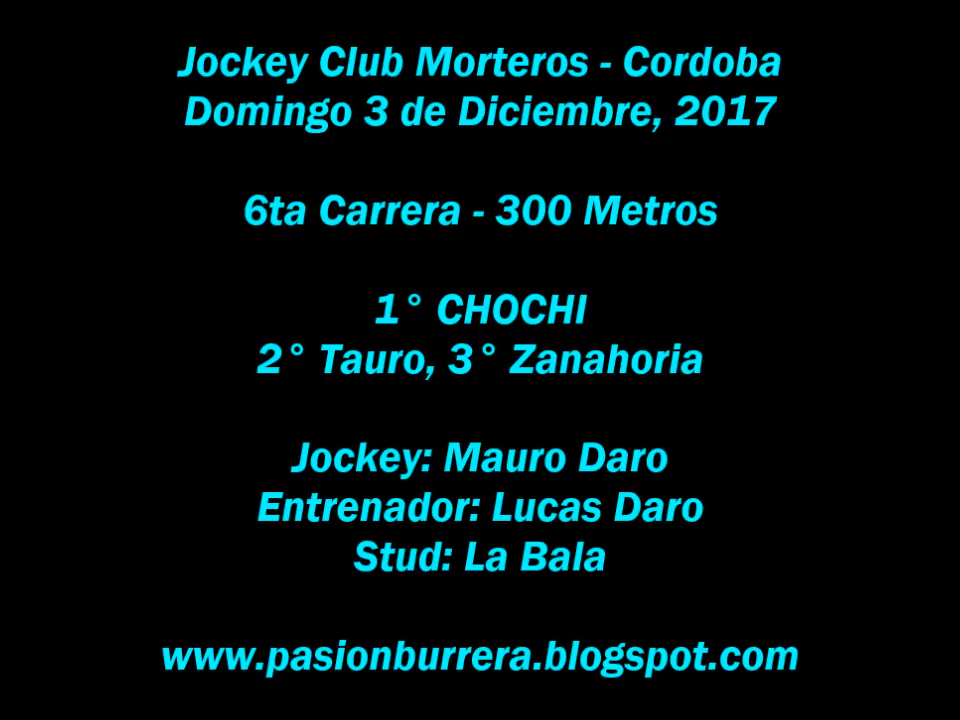 Jockey Club Morteros - Cordoba
Domingo 3 de Diciembre, 2017
6ta Carrera - 300 Metros
1° CHOCHI
2° Tauro, 3° Zanahoria
Jockey: Mauro Daro
Entrenador: Lucas Daro
Stud: La Bala
www.pasionburrera.blogspot.com